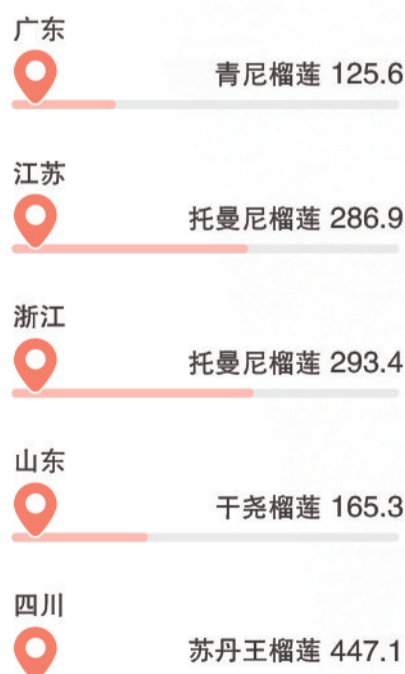 广东
青尼榴莲 125.6
江苏
托曼尼榴莲 286.9
浙江
托曼尼榴莲 293.4
山东
干尧榴莲 165.3
四川
苏丹王榴莲 447.1